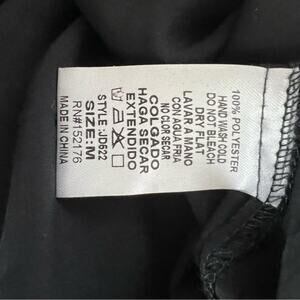 100% POLYESTER
HAND WASH COLD
DO NOT BLEACH
DRY FLAT
LAVAR A MANO
CON AGUA FRIA
NO CLOR SECAR
COLGADO
HAGA SECAR
EXTENDIDO
STYLE: JD622
SIZE: M
RN#152176
MADE IN CHINA